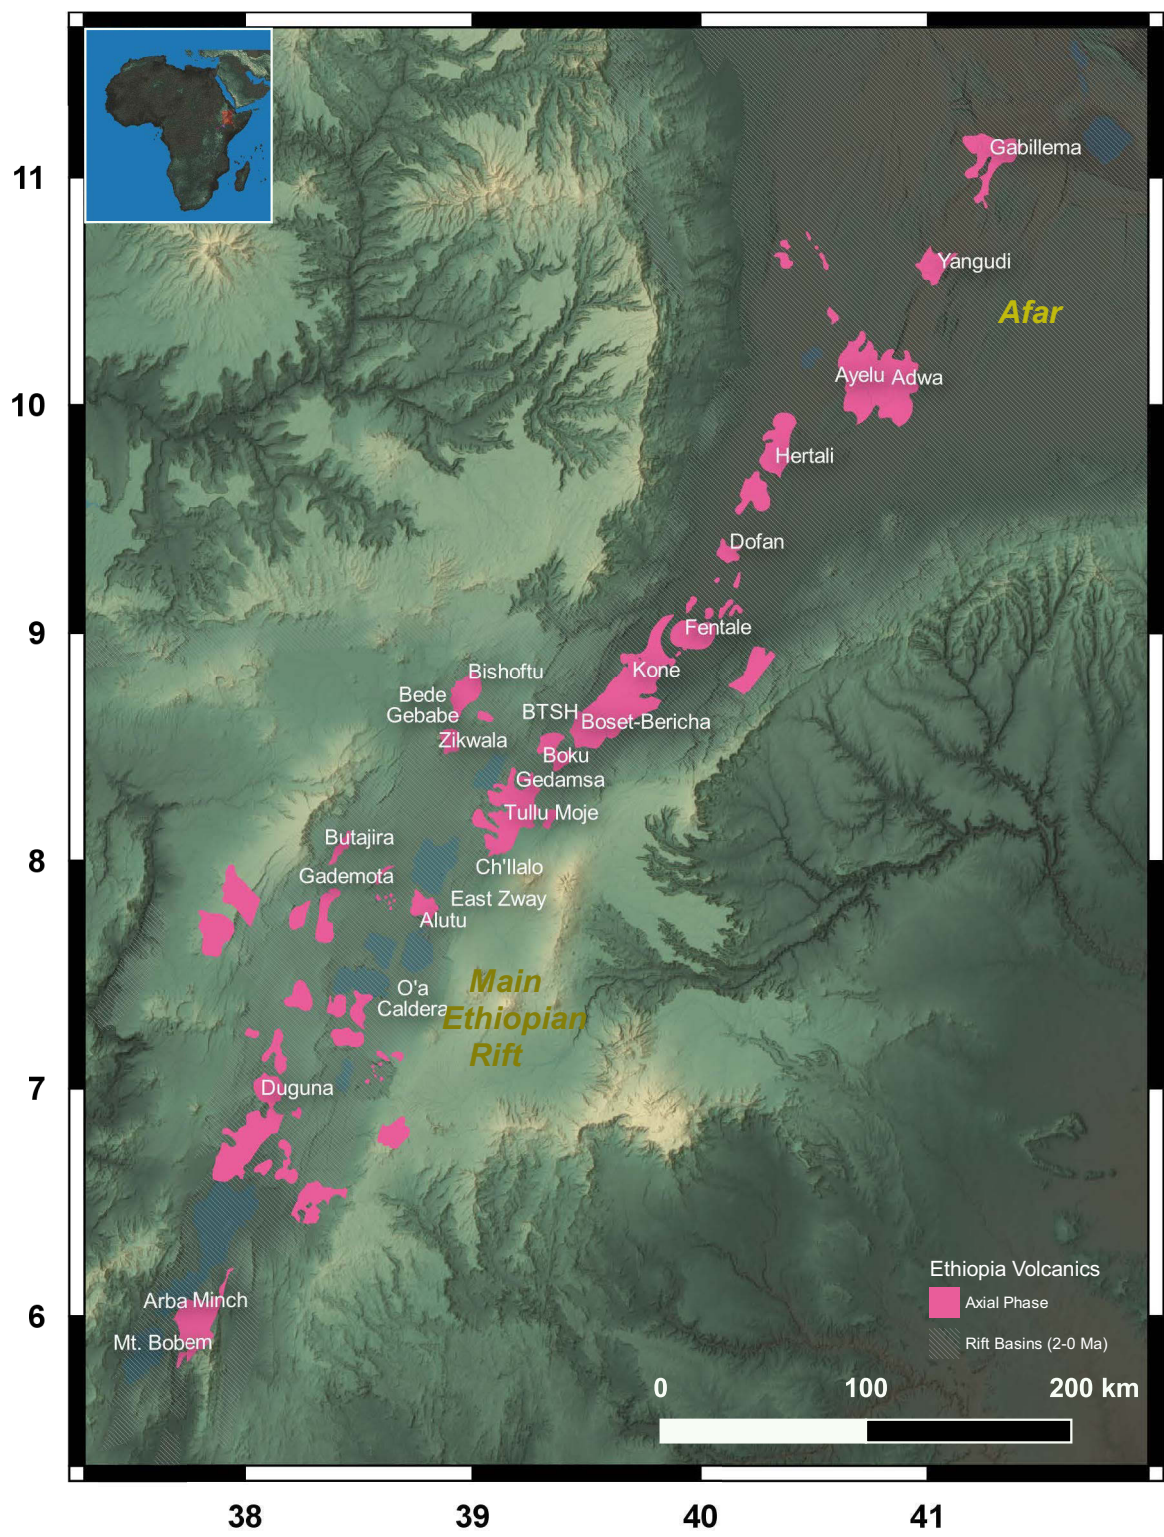 Gabillema
11
Yangudi
Afar
Ayelu
Adwa
10
Hertali
Dofan
9
Fentale
Kone
Bishoftu
Bede
Gebabe
BTSH
Boset-Bericha
Zikwala
Boku
Gedamsa
Tullu Moje
Butajira
8
Ch'llalo
Gademota
East Zway
Alutu
O'a
Caldera
Main
Ethiopian
Rift
7
Duguna
Ethiopia Volcanics
Arba Minch
Axial Phase
6
Mt. Bobem
Rift Basins (2-0 Ma)
0 100 200 km
38 39 40 41